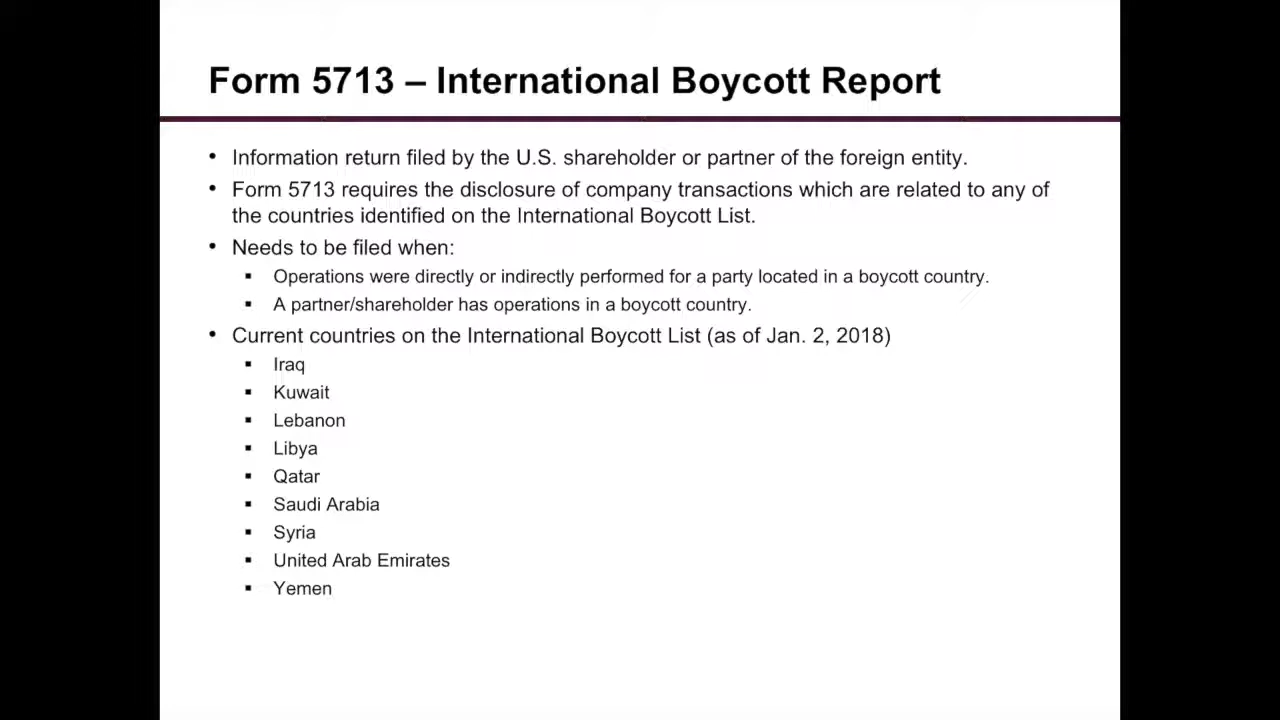 Form 5713 – International Boycott Report
• Information return filed by the U.S. shareholder or partner of the foreign entity.
• Form 5713 requires the disclosure of company transactions which are related to any of
the countries identified on the International Boycott List.
• Needs to be filed when:
▪ Operations were directly or indirectly performed for a party located in a boycott country.
▪ A partner/shareholder has operations in a boycott country.
• Current countries on the International Boycott List (as of Jan. 2, 2018)
▪ Iraq
▪ Kuwait
▪ Lebanon
▪ Libya
▪ Qatar
▪ Saudi Arabia
▪ Syria
▪ United Arab Emirates
▪ Yemen